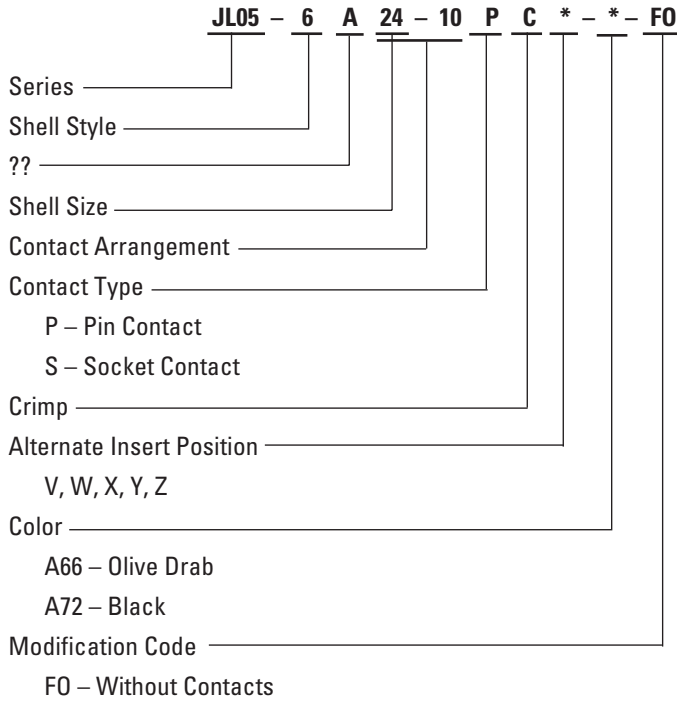 JL05 – 6 A 24 – 10 P C * – * – FO
Series
Shell Style
??
Shell Size
Contact Arrangement
Contact Type
P – Pin Contact
S – Socket Contact
Crimp
Alternate Insert Position
V, W, X, Y, Z
Color
A66 – Olive Drab
A72 – Black
Modification Code
FO – Without Contacts